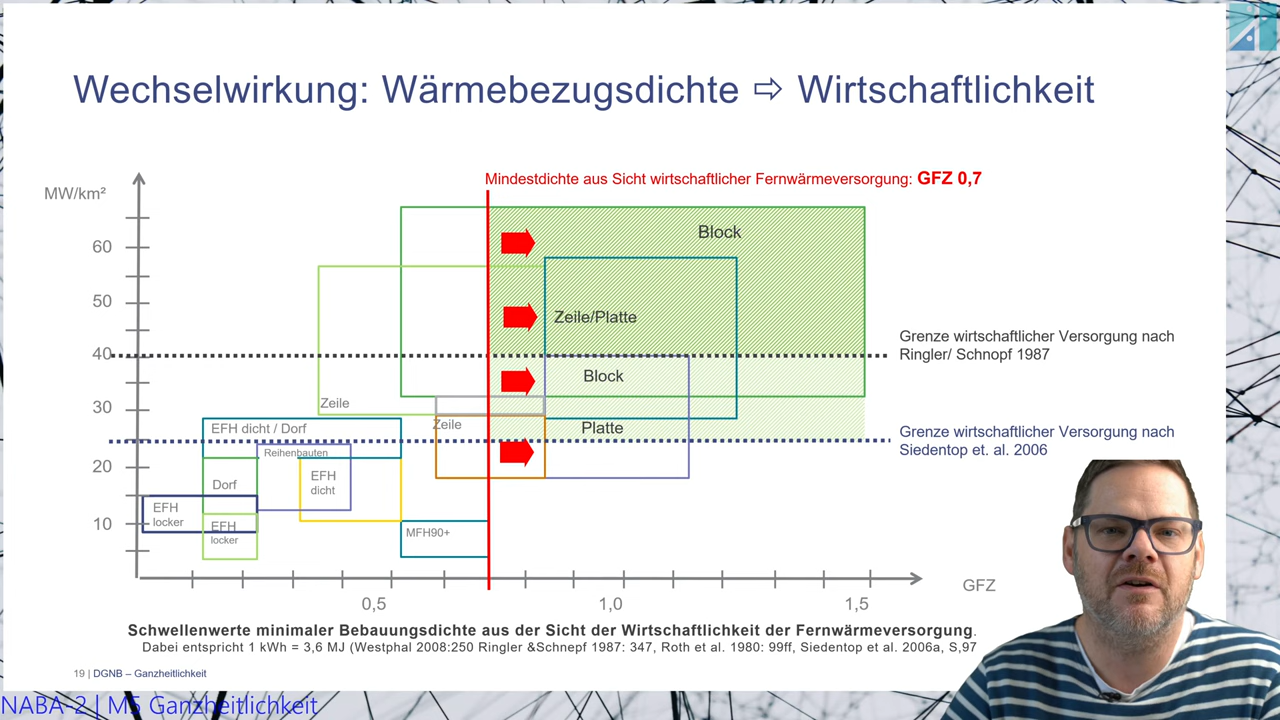 Wechselwirkung: Wärmebezugsdichte ⇨ Wirtschaftlichkeit
Mindestdichte aus Sicht wirtschaftlicher Fernwärmeversorgung: GFZ 0,7
MW/km²
Block
60
50
Zeile/Platte
Grenze wirtschaftlicher Versorgung nach
Ringler/ Schnopf 1987
40
Block
Zeile
30
Zeile
EFH dicht / Dorf
Platte
Grenze wirtschaftlicher Versorgung nach
Siedentop et. al. 2006
Reihenbauten
20
EFH
dicht
Dorf
EFH
locker
10
EFH
locker
MFH90+
GFZ
0,5
1,0
1,5
Schwellenwerte minimaler Bebauungsdichte aus der Sicht der Wirtschaftlichkeit der Fernwärmeversorgung.
Dabei entspricht 1 kWh = 3,6 MJ (Westphal 2008:250 Ringler &Schnepf 1987: 347, Roth et al. 1980: 99ff, Siedentop et al. 2006a, S,97
19 | DGNB – Ganzheitlichkeit
NABA-2 | M5 Ganzheitlichkeit